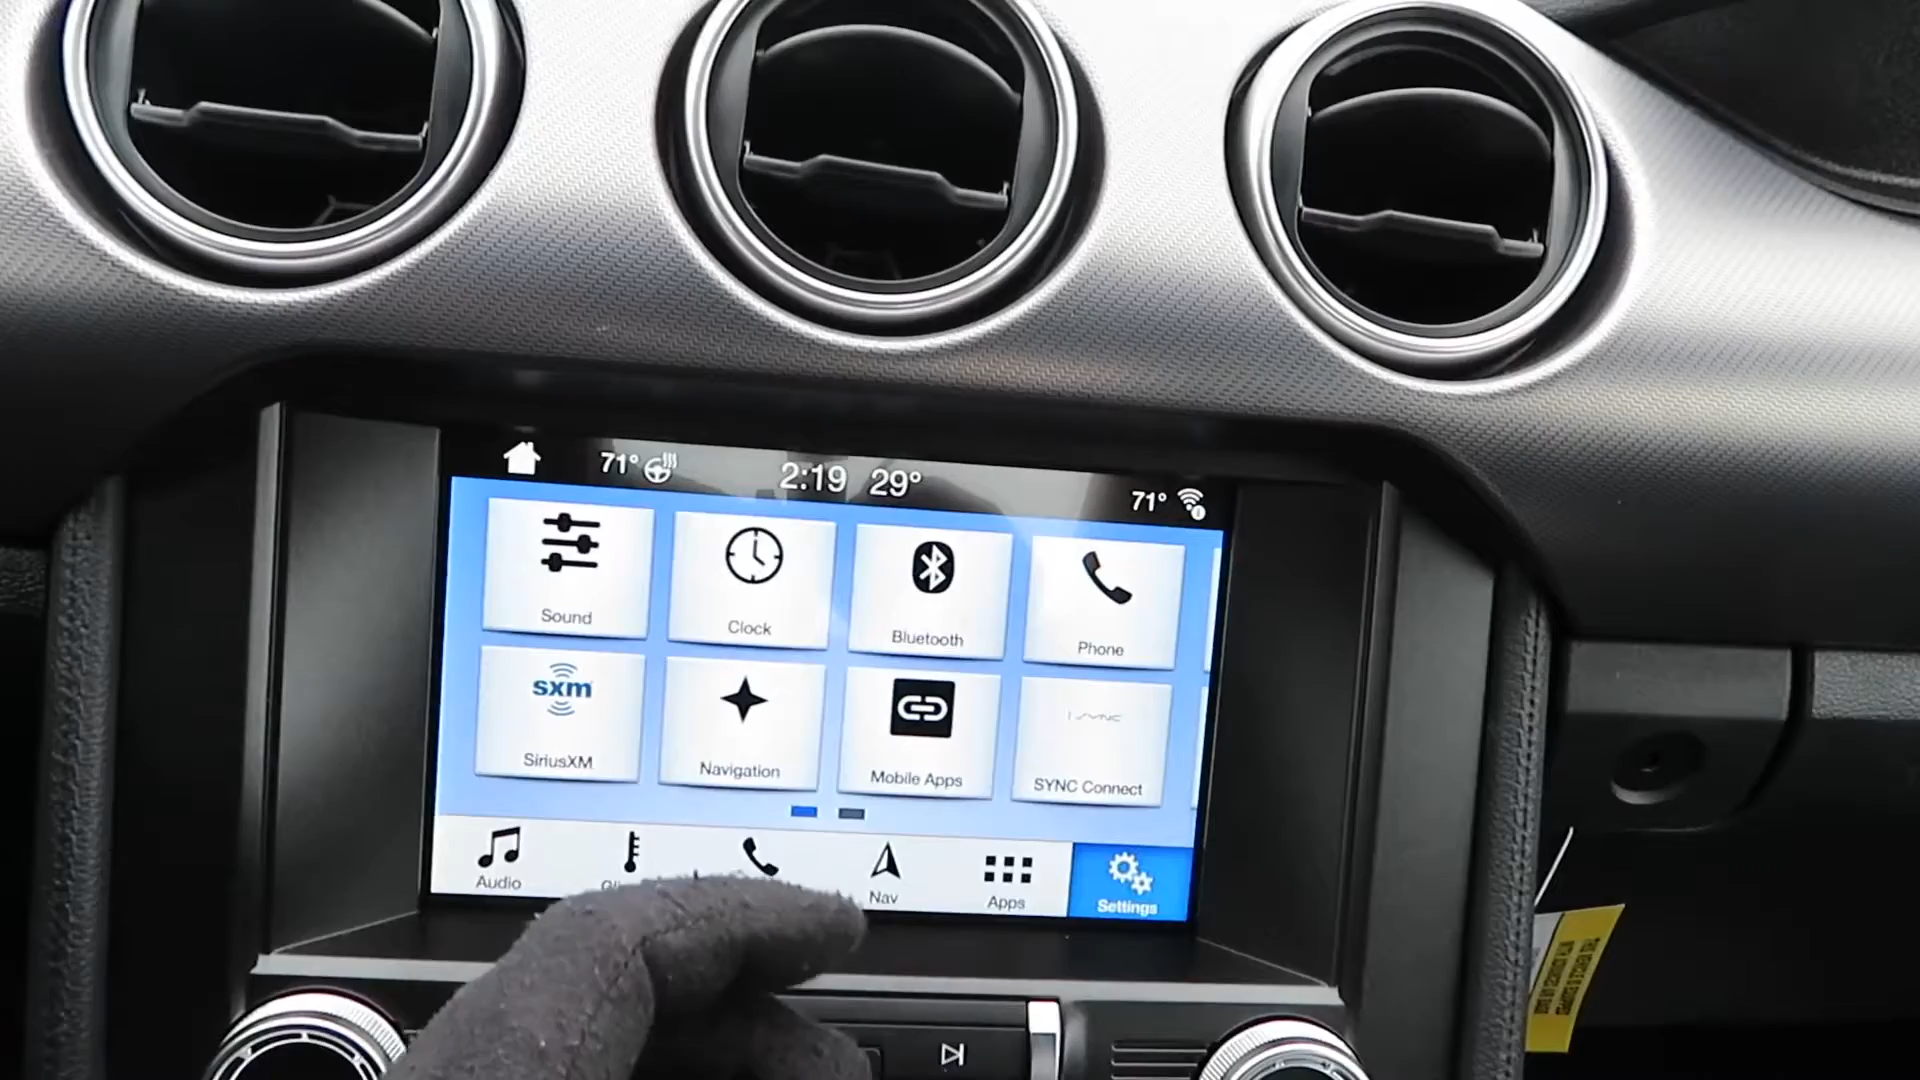 71° 2:19 29° 71°
Sound Clock Bluetooth Phone
sxm
SiriusXM Navigation Mobile Apps SYNC Connect
Audio Nav Apps Settings